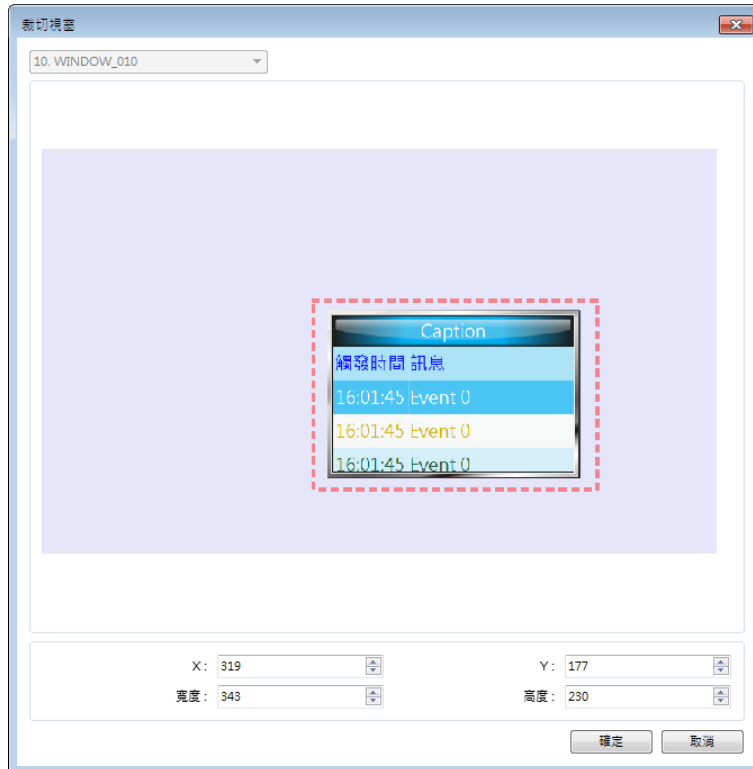 裁切視窗
10. WINDOW_010
Caption
觸發時間 訊息
16:01:45 Event 0
16:01:45 Event 0
16:01:45 Event 0
X : 319 Y : 177
寬度 : 343 高度 : 230
確定 取消